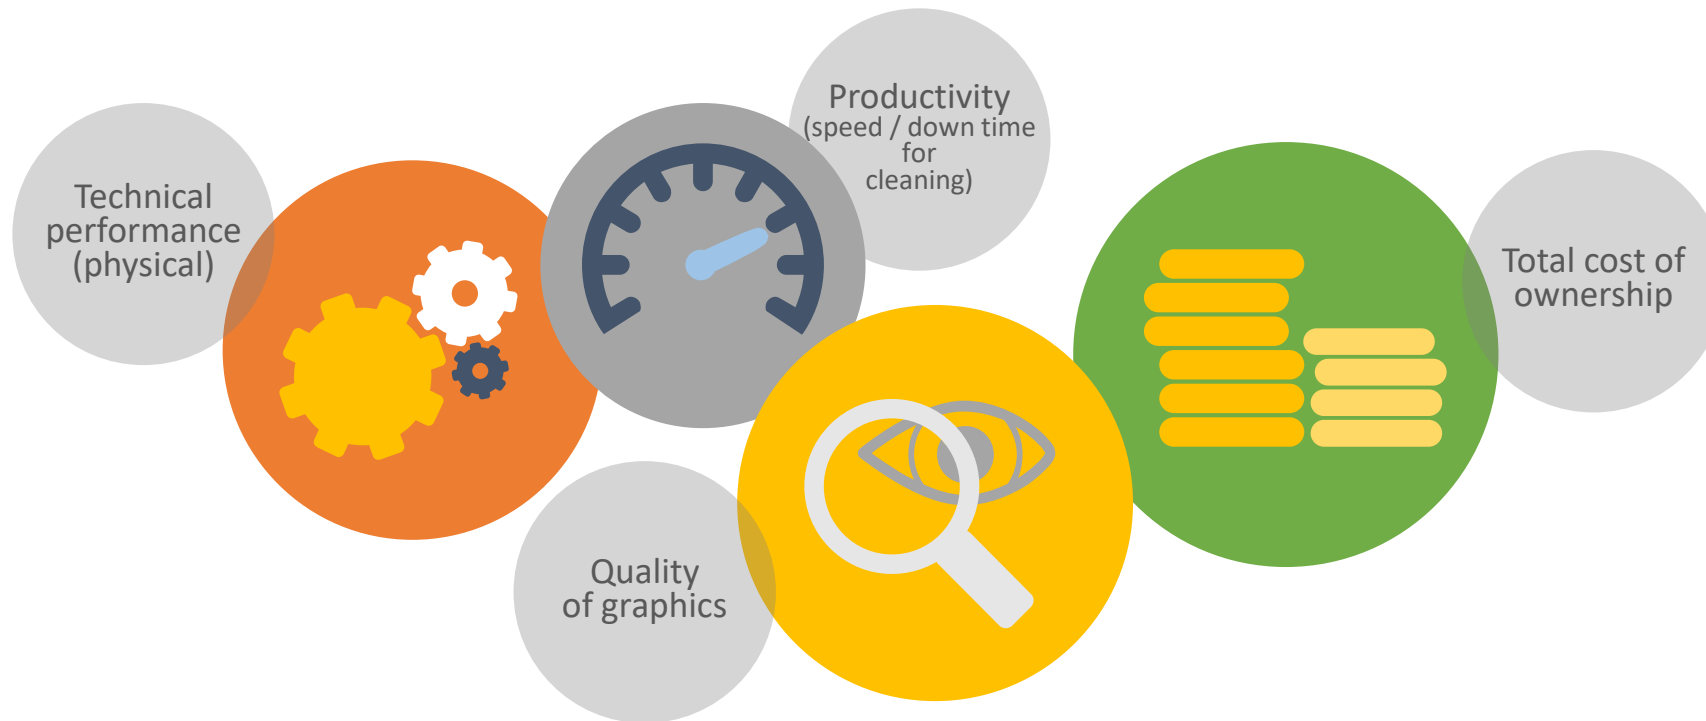 Technical
performance
(physical)
Productivity
(speed / down time
for
cleaning)
Quality
of graphics
Total cost of
ownership